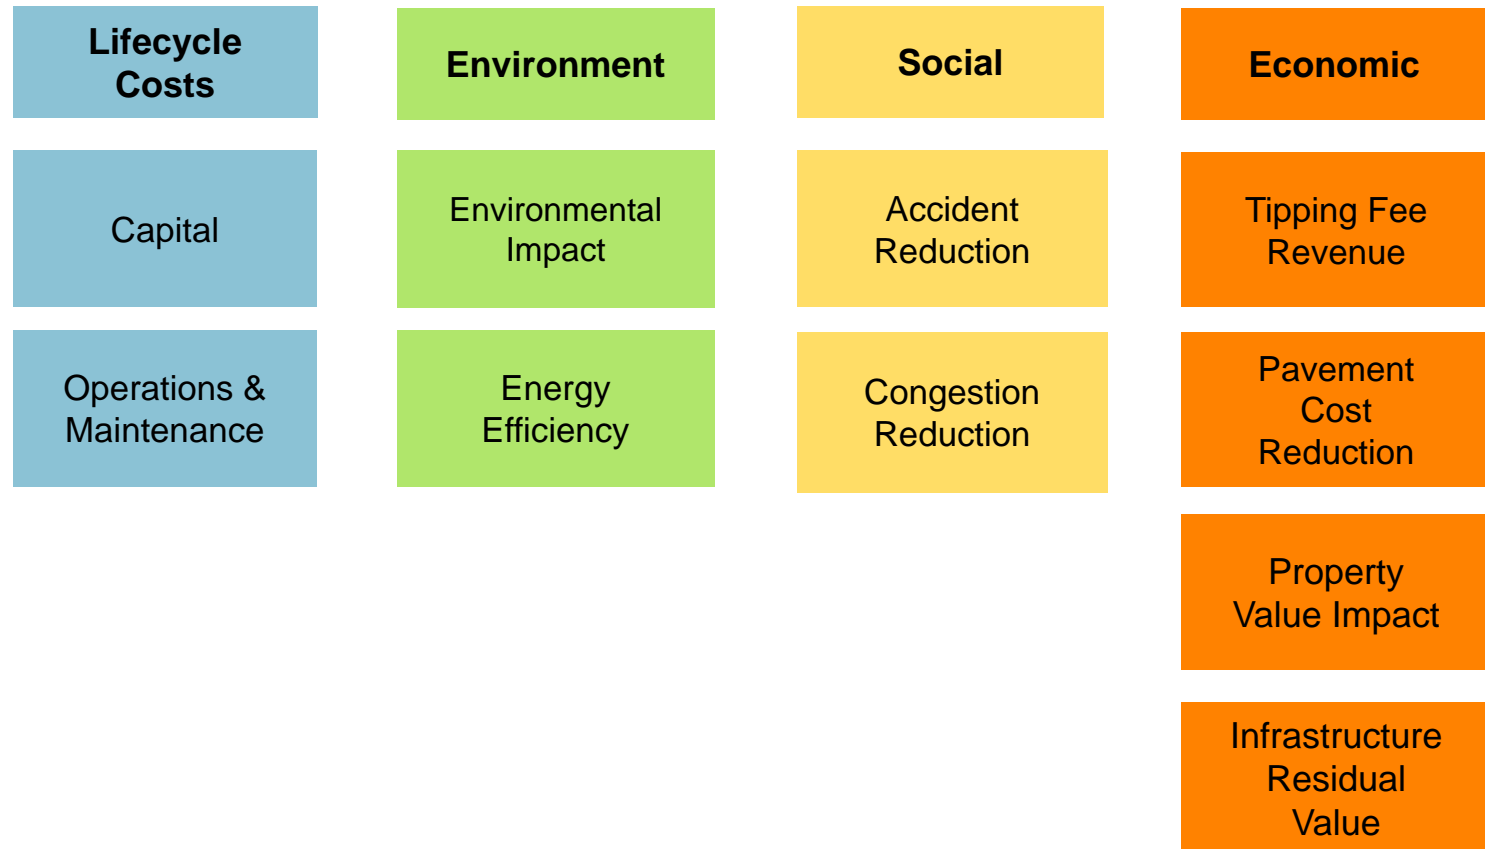 Lifecycle
Costs
Environment
Social
Economic
Capital
Environmental
Impact
Accident
Reduction
Tipping Fee
Revenue
Operations &
Maintenance
Energy
Efficiency
Congestion
Reduction
Pavement
Cost
Reduction
Property
Value Impact
Infrastructure
Residual
Value